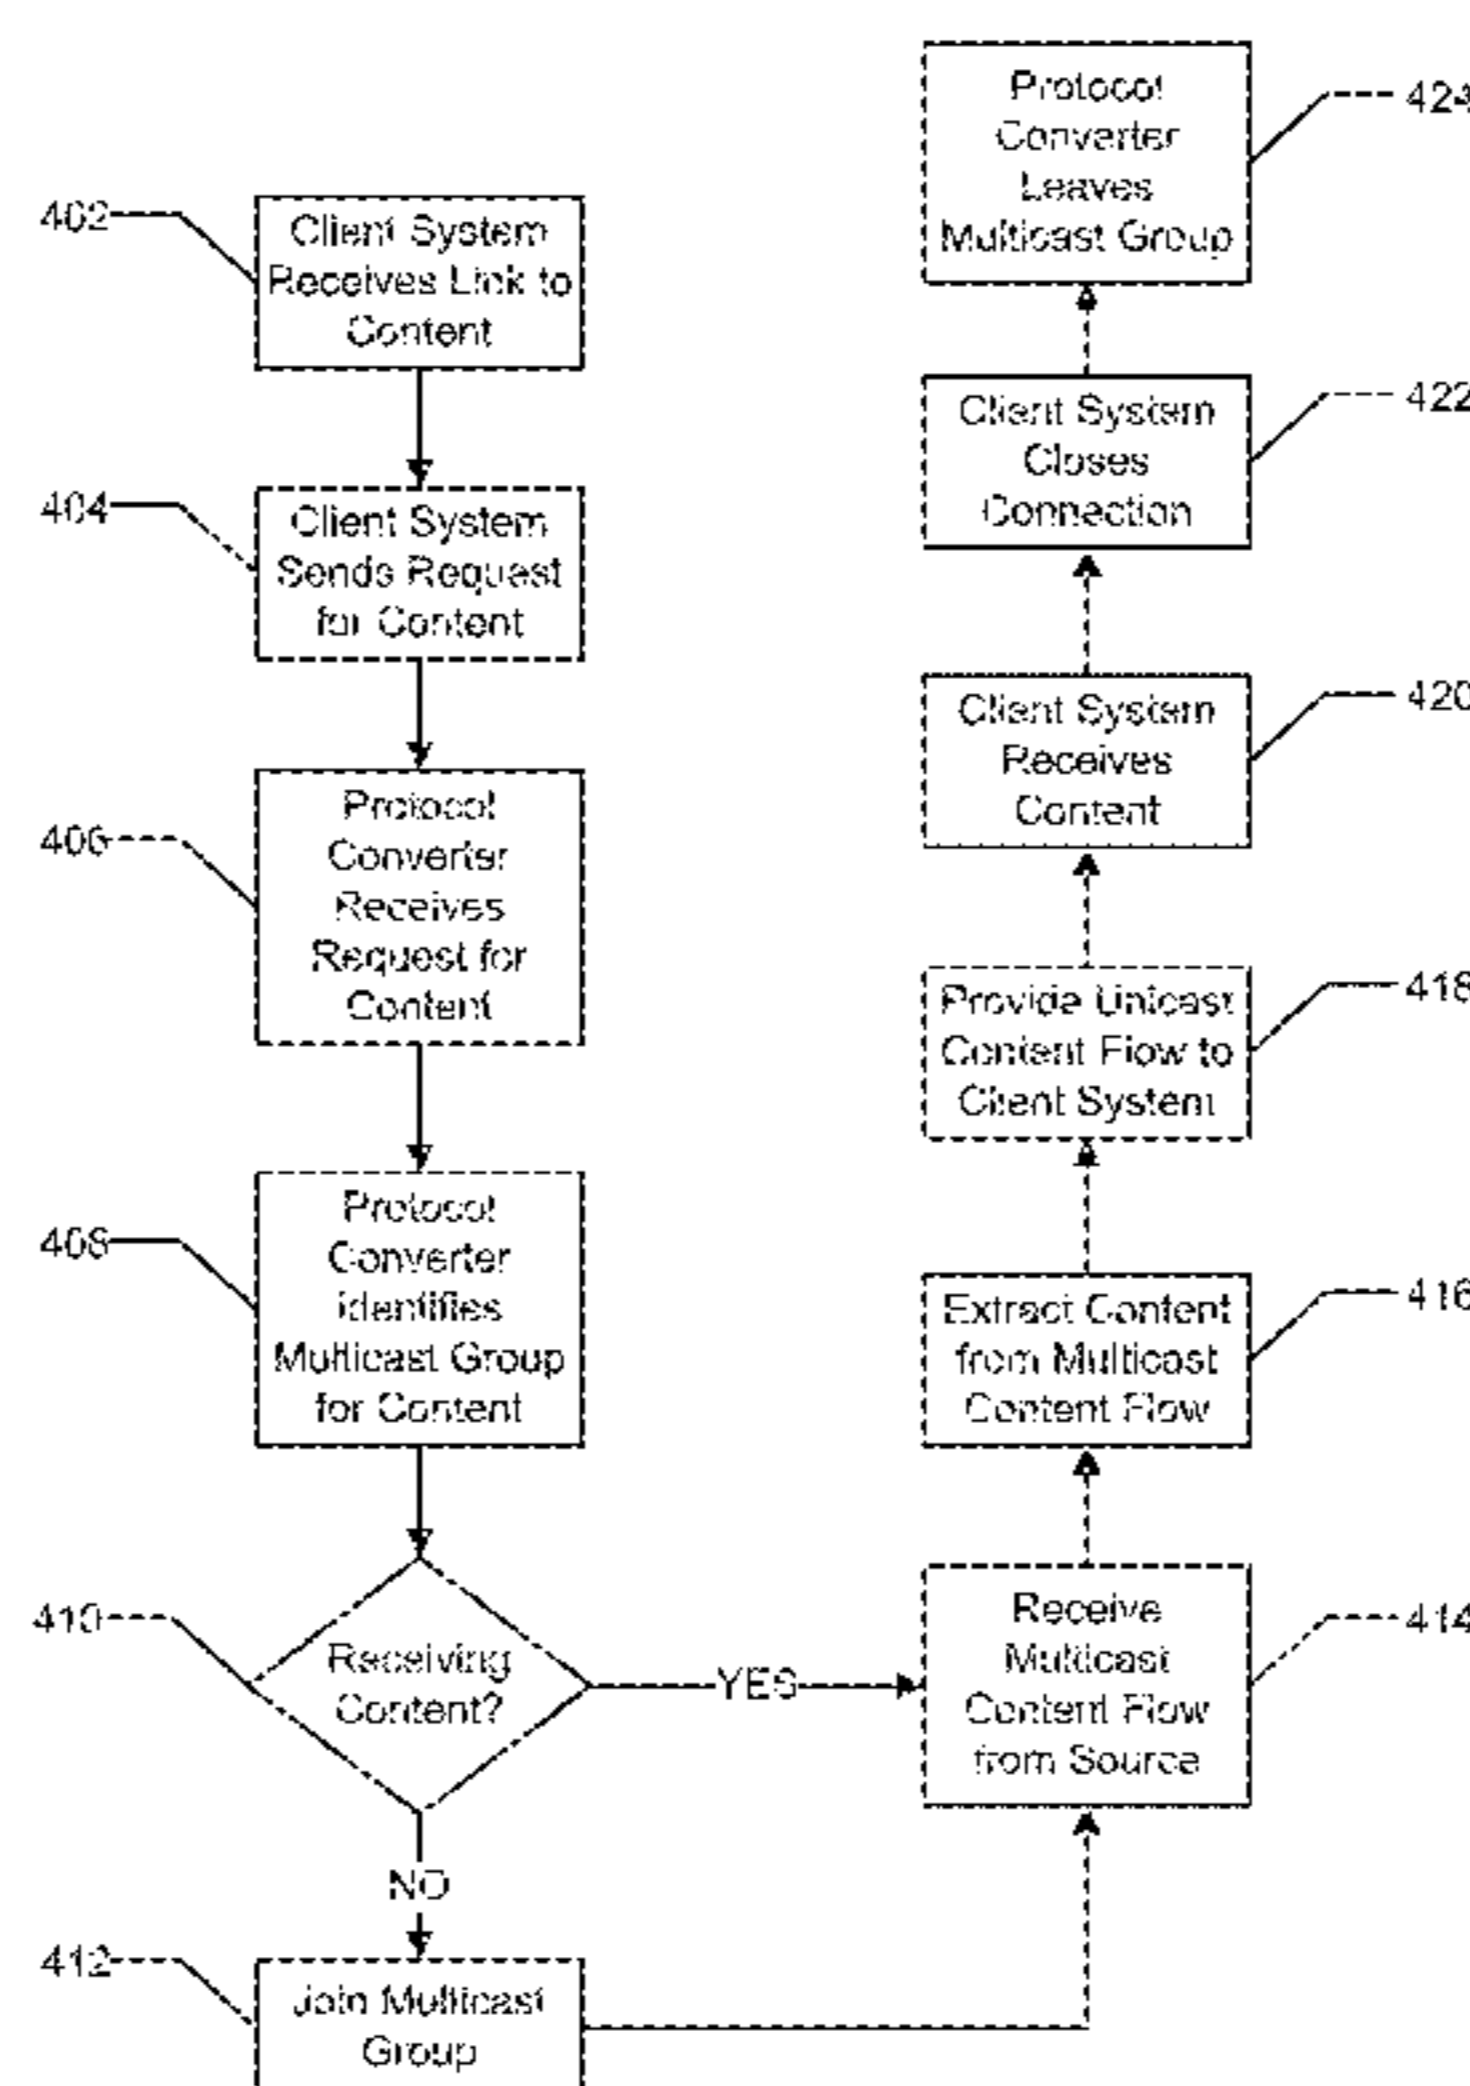 402
Client System
Receives Link to
Content
404
Client System
Sends Request
for Content
406
Protocol
Converter
Receives
Request for
Content
408
Protocol
Converter
Identifies
Multicast Group
for Content
410
Receiving
Content?
YES
NO
412
Join Multicast
Group
414
Receive
Multicast
Content Flow
from Source
416
Extract Content
from Multicast
Content Flow
418
Provide Unicast
Content Flow to
Client System
420
Client System
Receives
Content
422
Client System
Closes
Connection
424
Protocol
Converter
Leaves
Multicast Group